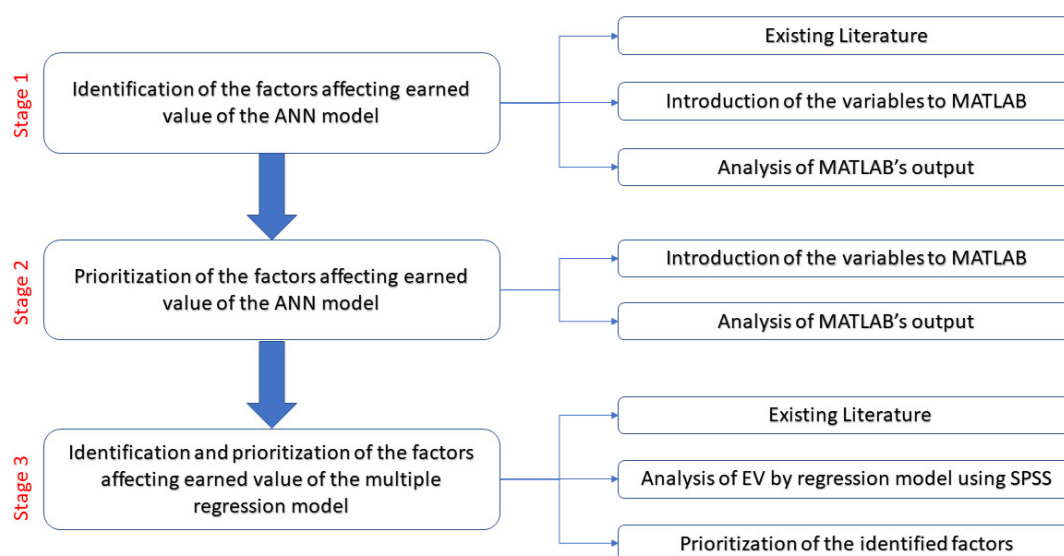 Stage 1
Identification of the factors affecting earned
value of the ANN model
Existing Literature
Introduction of the variables to MATLAB
Analysis of MATLAB's output
Stage 2
Prioritization of the factors affecting earned
value of the ANN model
Introduction of the variables to MATLAB
Analysis of MATLAB's output
Stage 3
Identification and prioritization of the factors
affecting earned value of the multiple
regression model
Existing Literature
Analysis of EV by regression model using SPSS
Prioritization of the identified factors